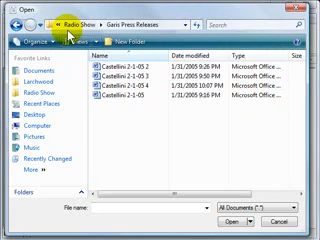 Open
« Radio Show ▸ Garis Press Releases
Organize Views New Folder
Favorite Links
Documents
Larchwood
Radio Show
Recent Places
Desktop
Computer
Pictures
Music
Recently Changed
More »
Folders
Name Date modified Type Size
Castellini 2-1-05 2 1/31/2005 9:26 PM Microsoft Office ...
Castellini 2-1-05 3 1/31/2005 9:50 PM Microsoft Office ...
Castellini 2-1-05 4 1/31/2005 10:07 PM Microsoft Office ...
Castellini 2-1-05 1/31/2005 9:16 PM Microsoft Office ...
File name: All Documents (*.*)
Open Cancel